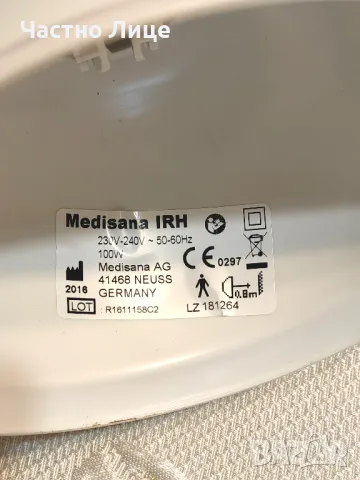 Частно Лице
Medisana IRH
230V-240V ~ 50-60Hz
100W
Medisana AG
41468 NEUSS
GERMANY
CE 0297
2016
LOT : R1611158C2
LZ 181264
0,8m
BAZAR